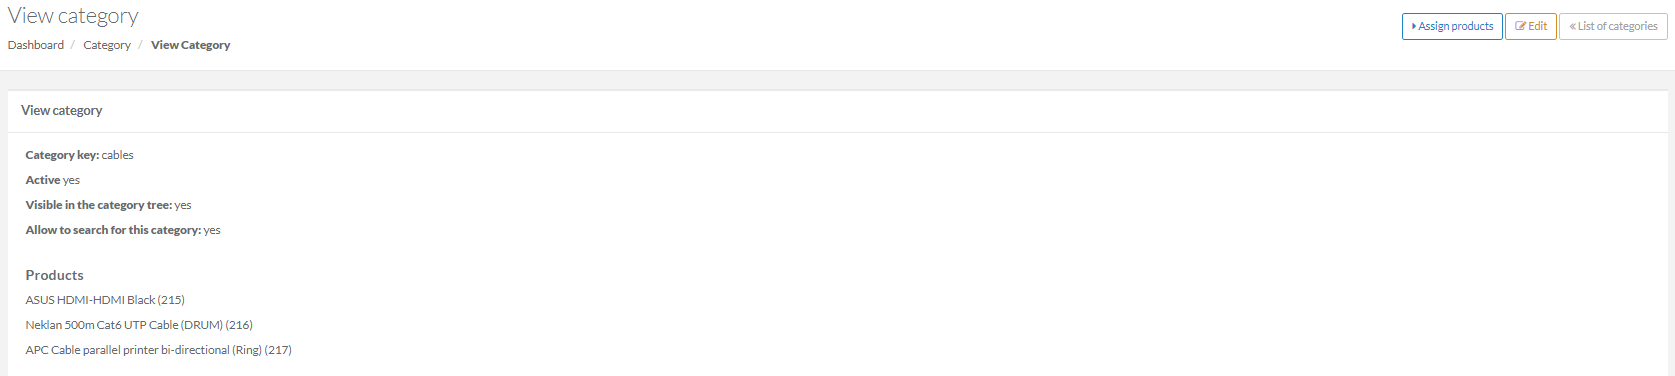 View category
Assign products
Edit
« List of categories
Dashboard / Category / View Category
View category
Category key: cables
Active yes
Visible in the category tree: yes
Allow to search for this category: yes
Products
ASUS HDMI-HDMI Black (215)
Neklan 500m Cat6 UTP Cable (DRUM) (216)
APC Cable parallel printer bi-directional (Ring) (217)